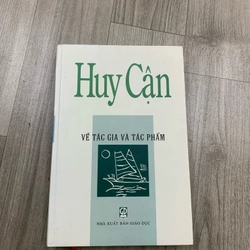 Huy Cận
VỀ TÁC GIA VÀ TÁC PHẨM
NHÀ XUẤT BẢN GIÁO DỤC